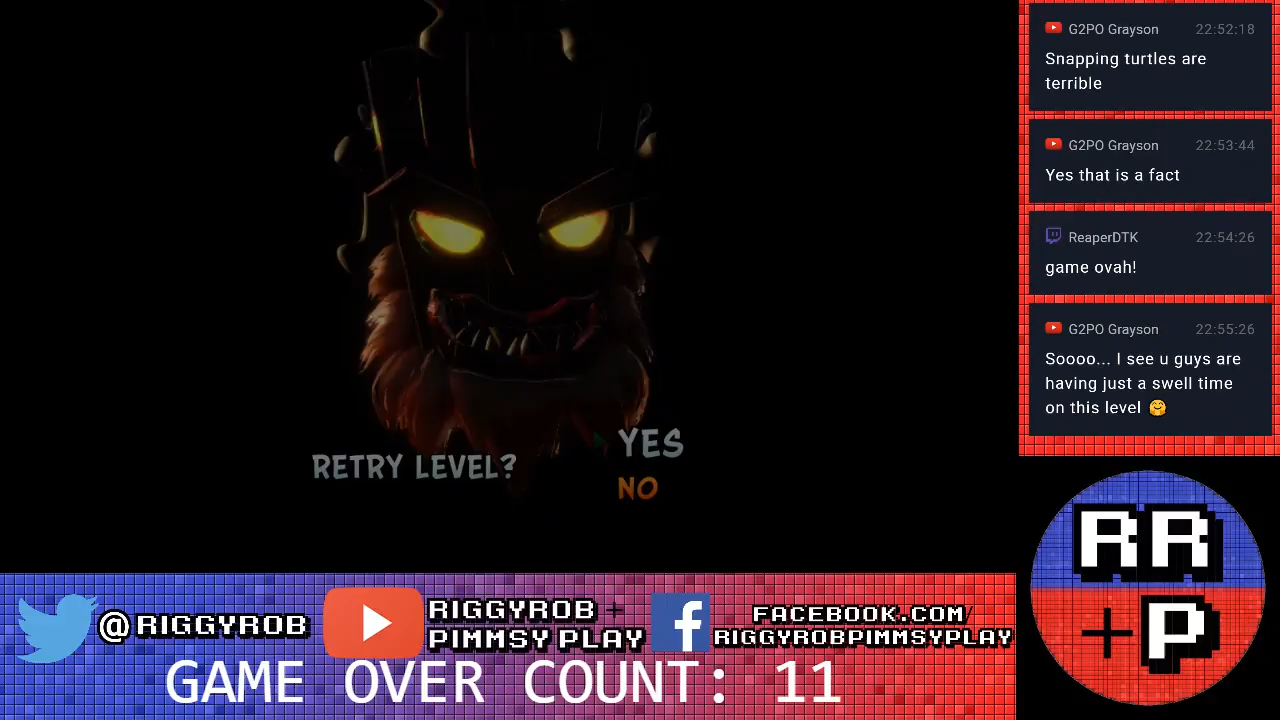 RETRY LEVEL?
YES
NO
G2PO Grayson 22:52:18
Snapping turtles are
terrible
G2PO Grayson 22:53:44
Yes that is a fact
ReaperDTK 22:54:26
game ovah!
G2PO Grayson 22:55:26
Soooo... I see u guys are
having just a swell time
on this level 🤗
@RIGGYROB
RIGGYROB +
PIMMSY PLAY
FACEBOOK.COM/
RIGGYROBPIMMSYPLAY
GAME OVER COUNT: 11
RR
+P